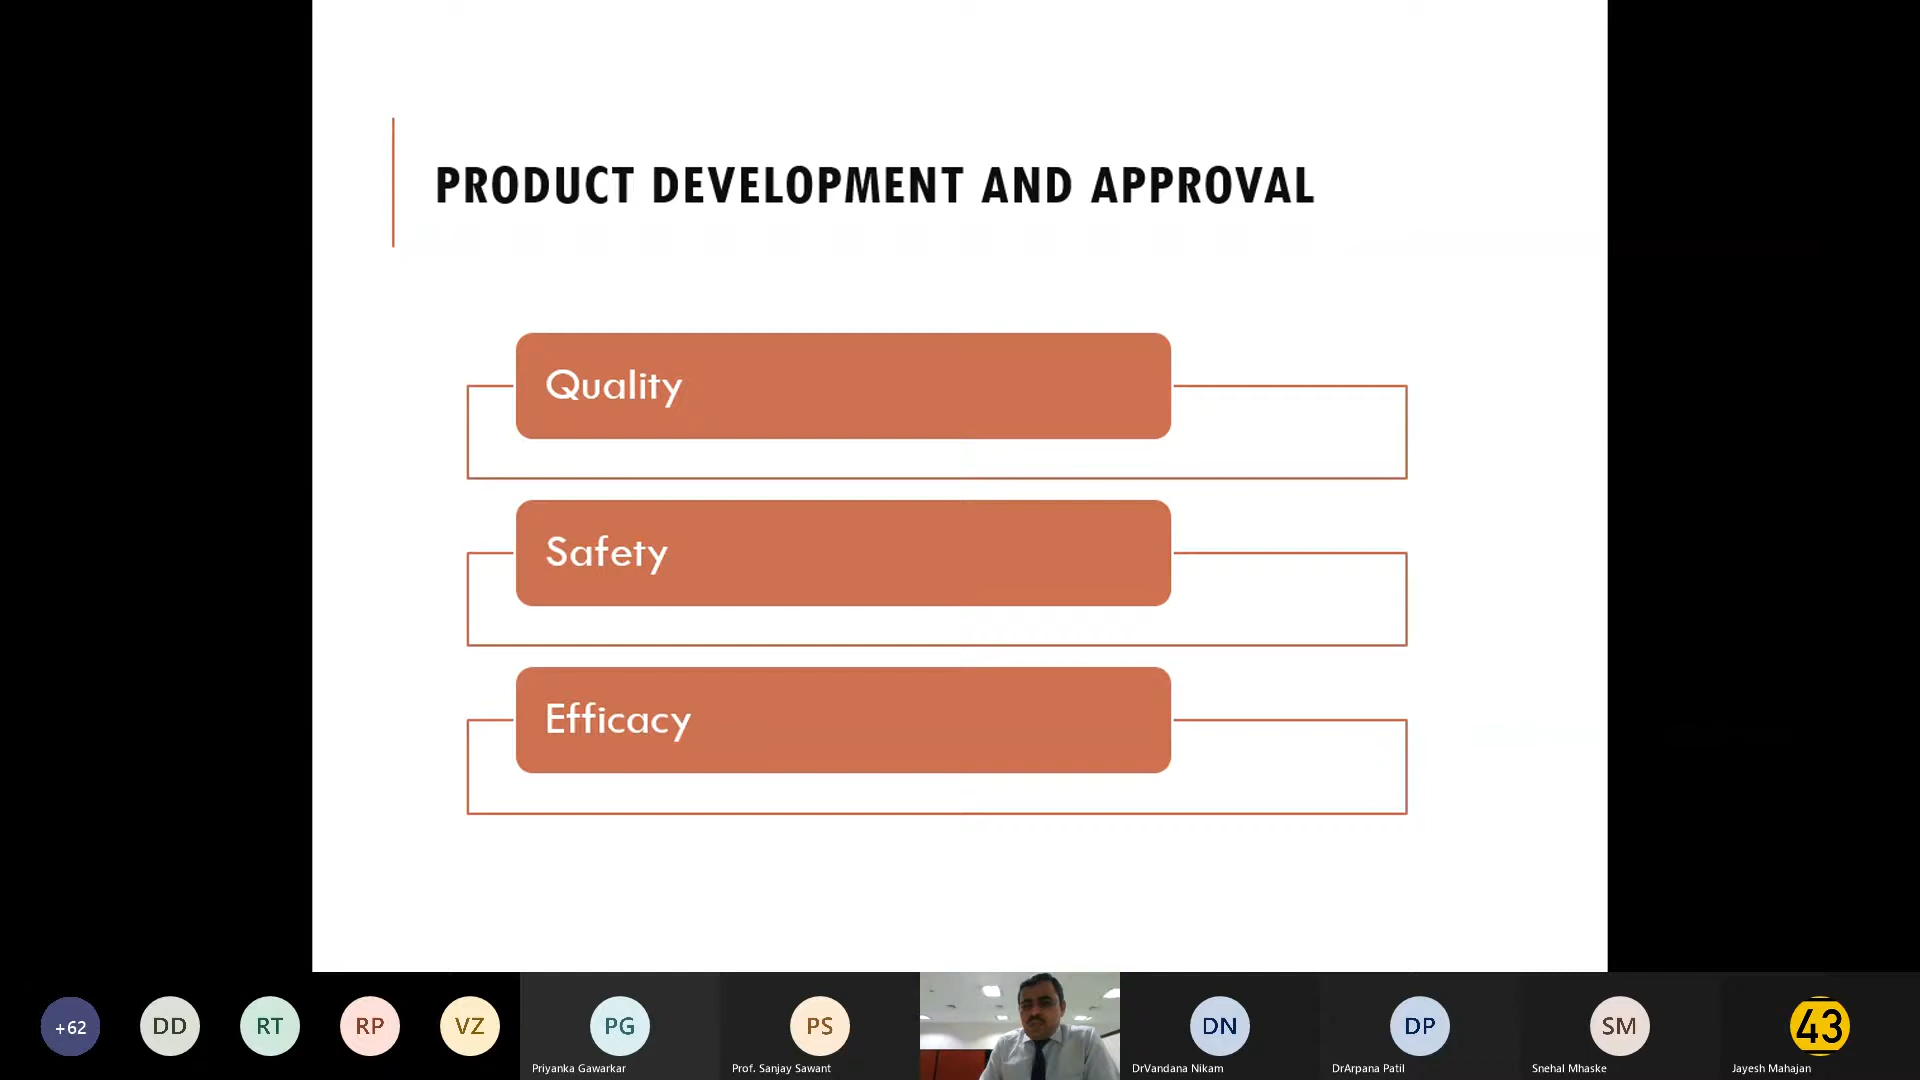 PRODUCT DEVELOPMENT AND APPROVAL
Quality
Safety
Efficacy
+62
DD
RT
RP
VZ
PG
PS
DN
DP
SM
43
Priyanka Gawarkar
Prof. Sanjay Sawant
DrVandana Nikam
DrArpana Patil
Snehal Mhaske
Jayesh Mahajan